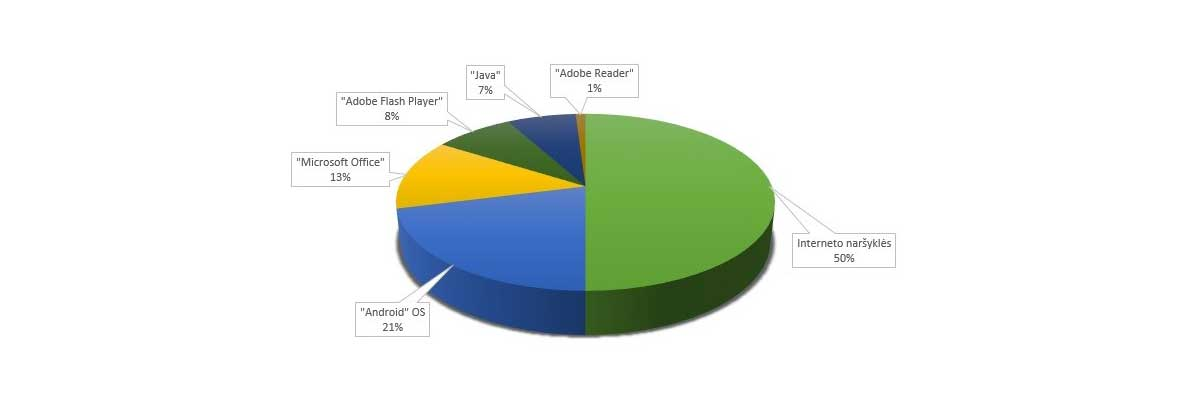 "Java"
7%
"Adobe Reader"
1%
"Adobe Flash Player"
8%
"Microsoft Office"
13%
Interneto naršyklės
50%
"Android" OS
21%